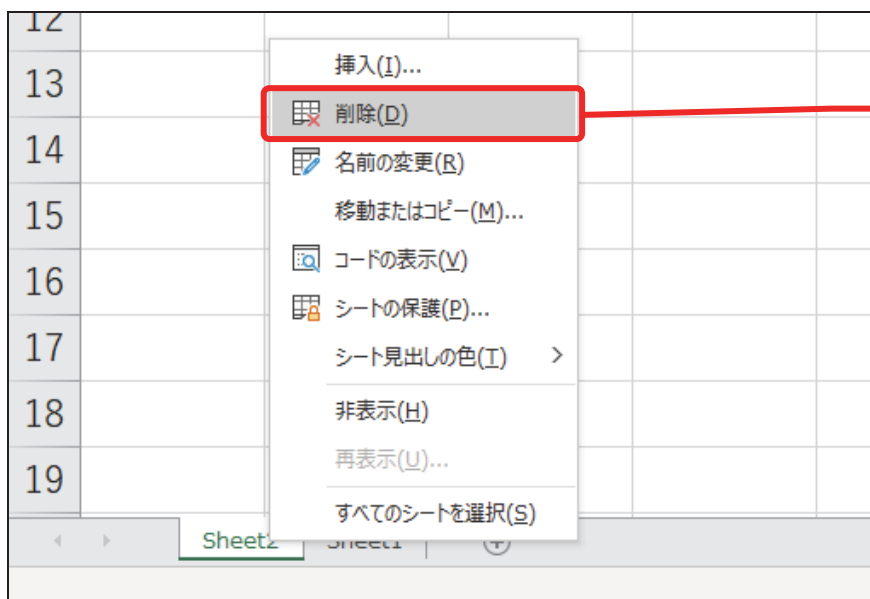 12
13
14
15
16
17
18
19
挿入(I)...
削除(D)
名前の変更(R)
移動またはコピー(M)...
コードの表示(V)
シートの保護(P)...
シート見出しの色(T)
非表示(H)
再表示(U)...
すべてのシートを選択(S)
Sheet2 Sheet1